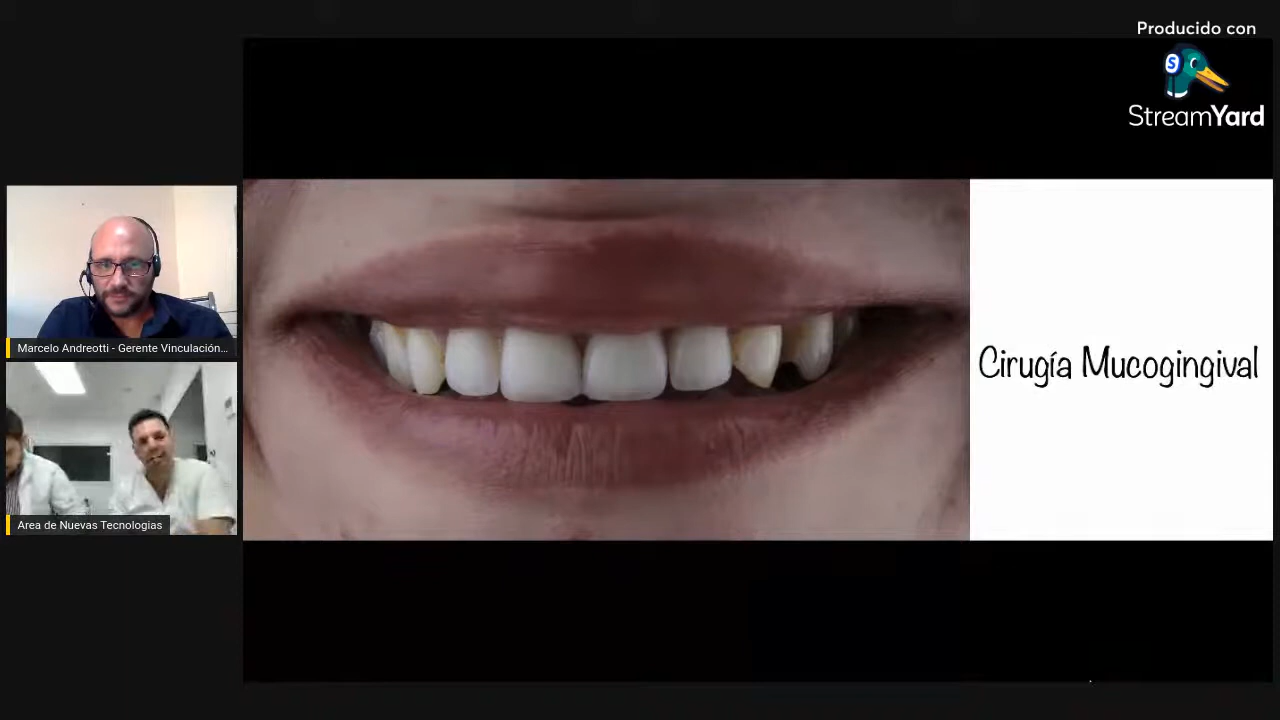 Producido con
S
StreamYard
Marcelo Andreotti - Gerente Vinculación...
Cirugía Mucogingival
Area de Nuevas Tecnologias